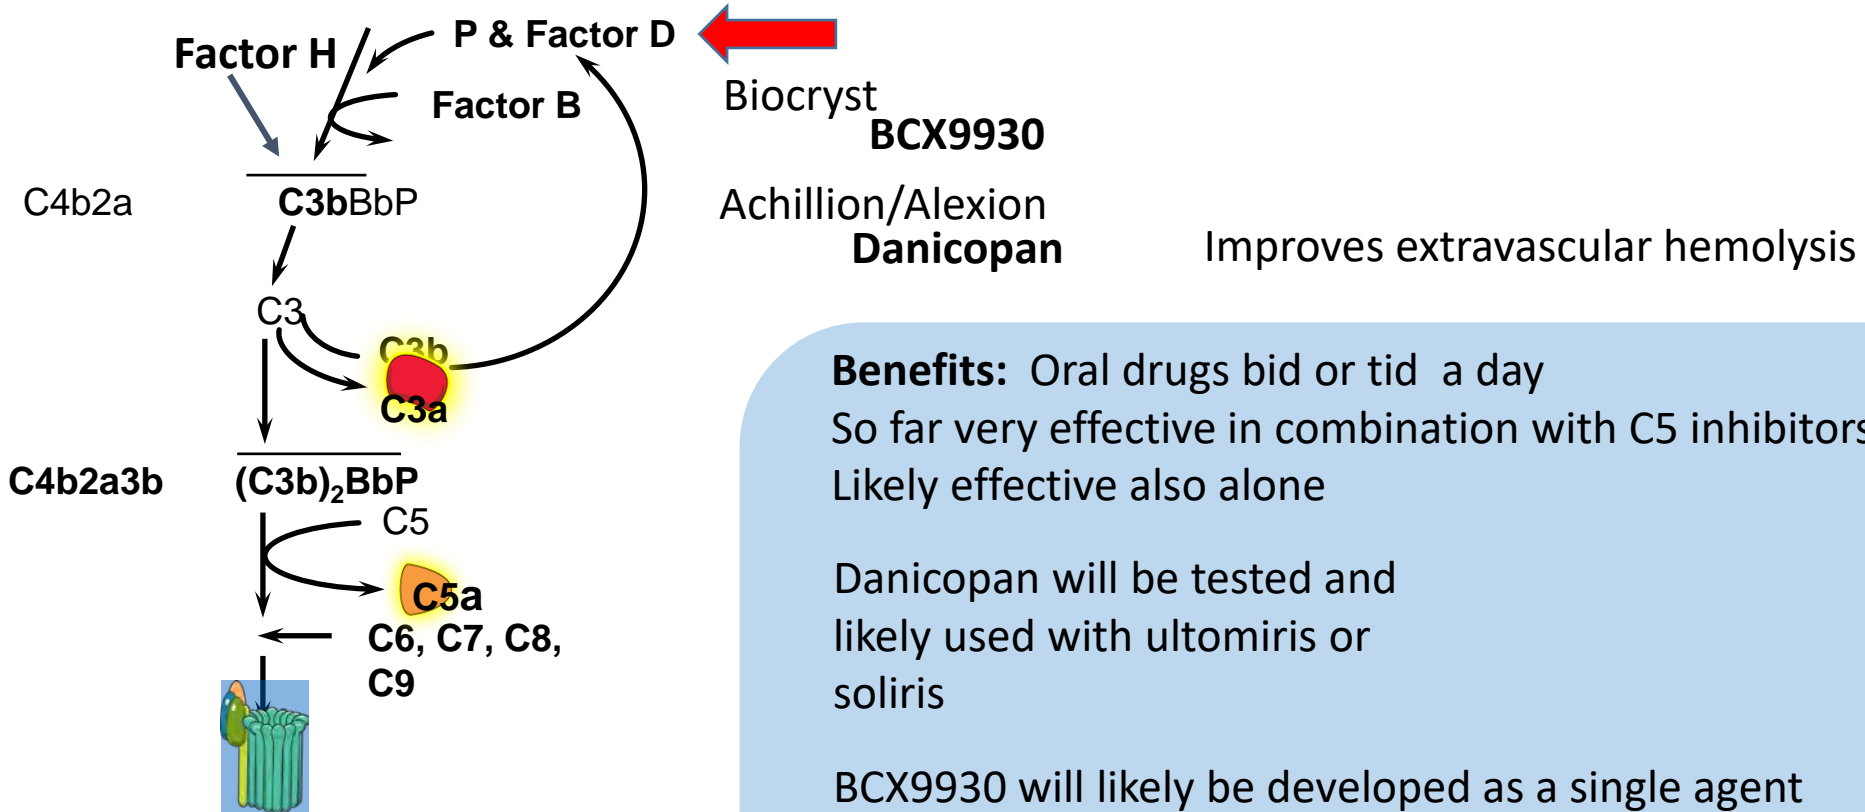 Factor H
P & Factor D
Factor B
Biocryst
BCX9930
C4b2a
C3bBbP
Achillion/Alexion
Danicopan
Improves extravascular hemolysis
C3
C3b
C3a
C4b2a3b
(C3b)₂BbP
C5
C5a
C6, C7, C8,
C9
Benefits: Oral drugs bid or tid a day
So far very effective in combination with C5 inhibitors
Likely effective also alone
Danicopan will be tested and
likely used with ultomiris or
soliris
BCX9930 will likely be developed as a single agent